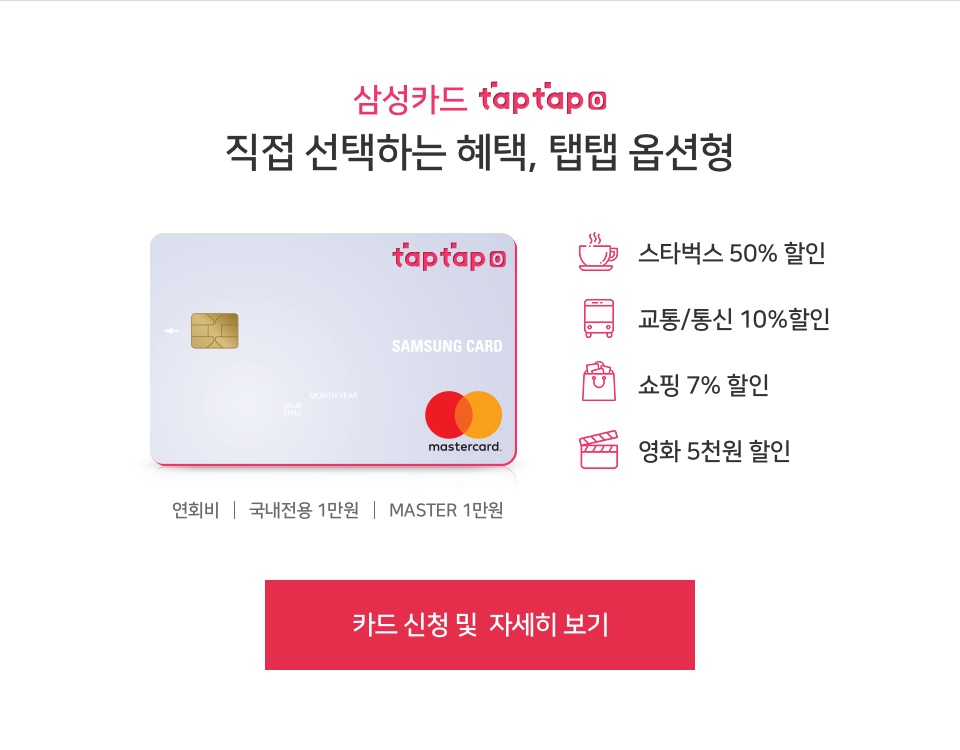 삼성카드 taptap O
직접 선택하는 혜택, 탭탭 옵션형
taptap O
SAMSUNG CARD
MONTH/YEAR
VALID
THRU
mastercard.
스타벅스 50% 할인
교통/통신 10%할인
쇼핑 7% 할인
영화 5천원 할인
연회비 | 국내전용 1만원 | MASTER 1만원
카드 신청 및 자세히 보기